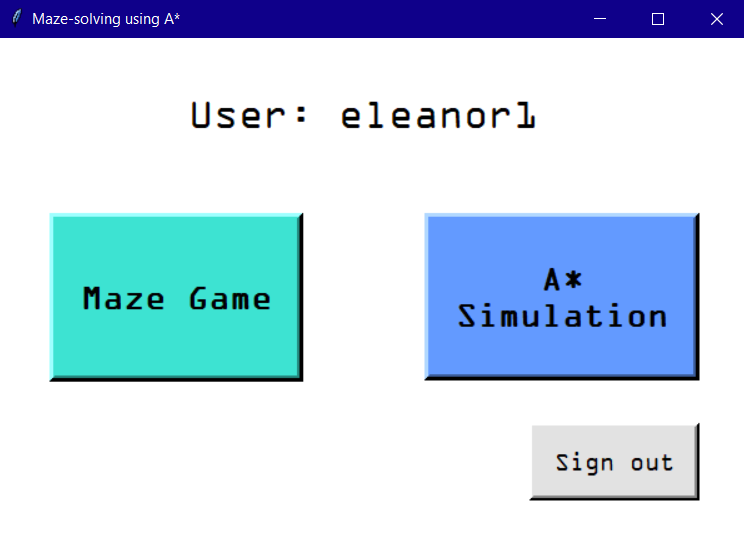 Maze-solving using A*
User: eleanor1
Maze Game
A*
Simulation
Sign out